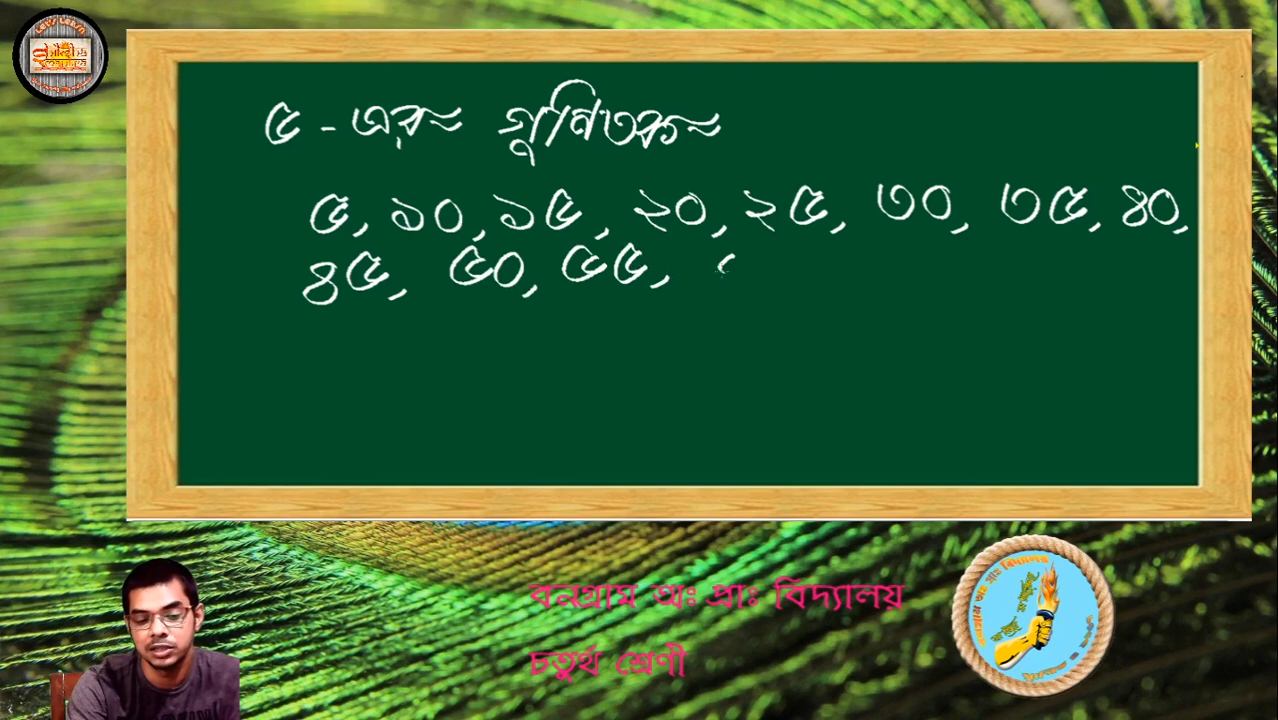 ৫ - এর গুণিতক
৫, ১০, ১৫, ২০, ২৫, ৩০, ৩৫, ৪০,
৪৫, ৫০, ৫৫,
বনগ্রাম অঃ প্রাঃ বিদ্যালয়
চতুর্থ শ্রেণী